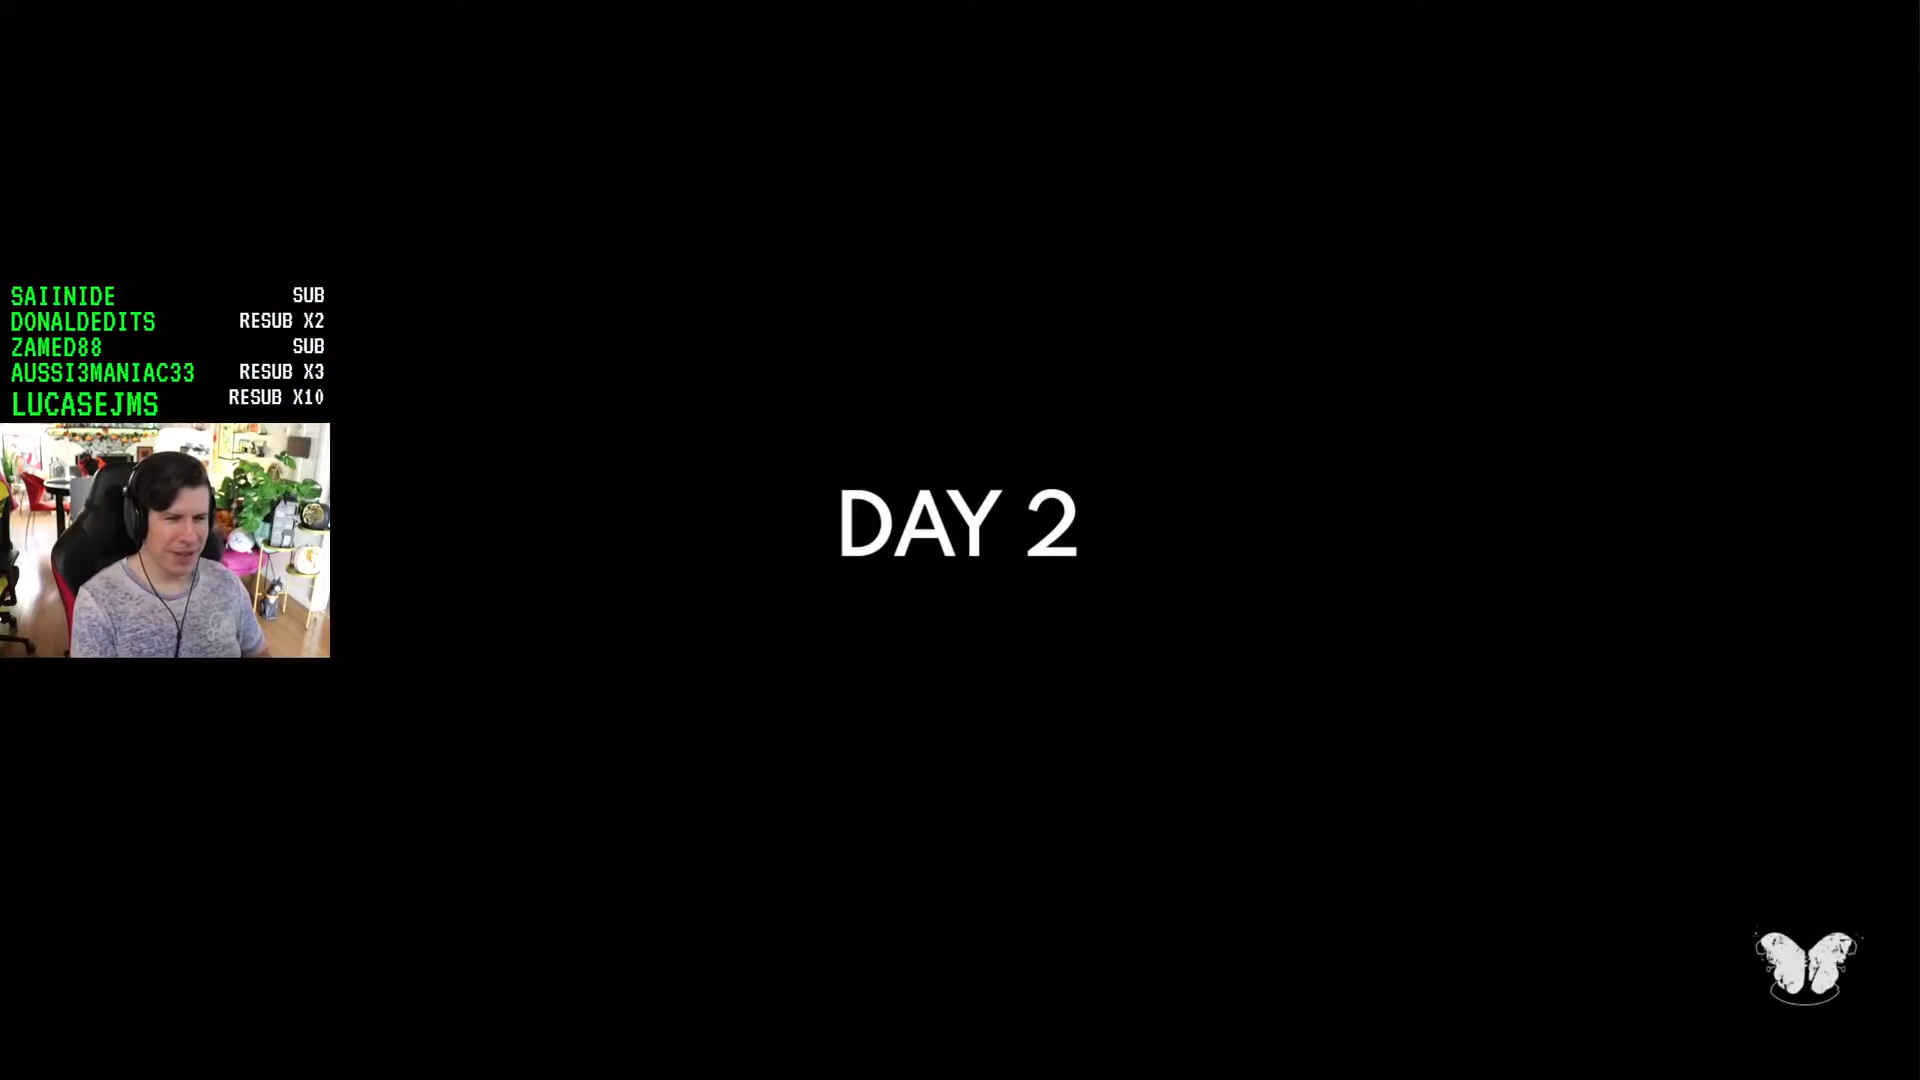 SAIINIDE SUB
DONALDEDITS RESUB X2
ZAMED88 SUB
AUSSI3MANIAC33 RESUB X3
LUCASEJMS RESUB X10
DAY 2